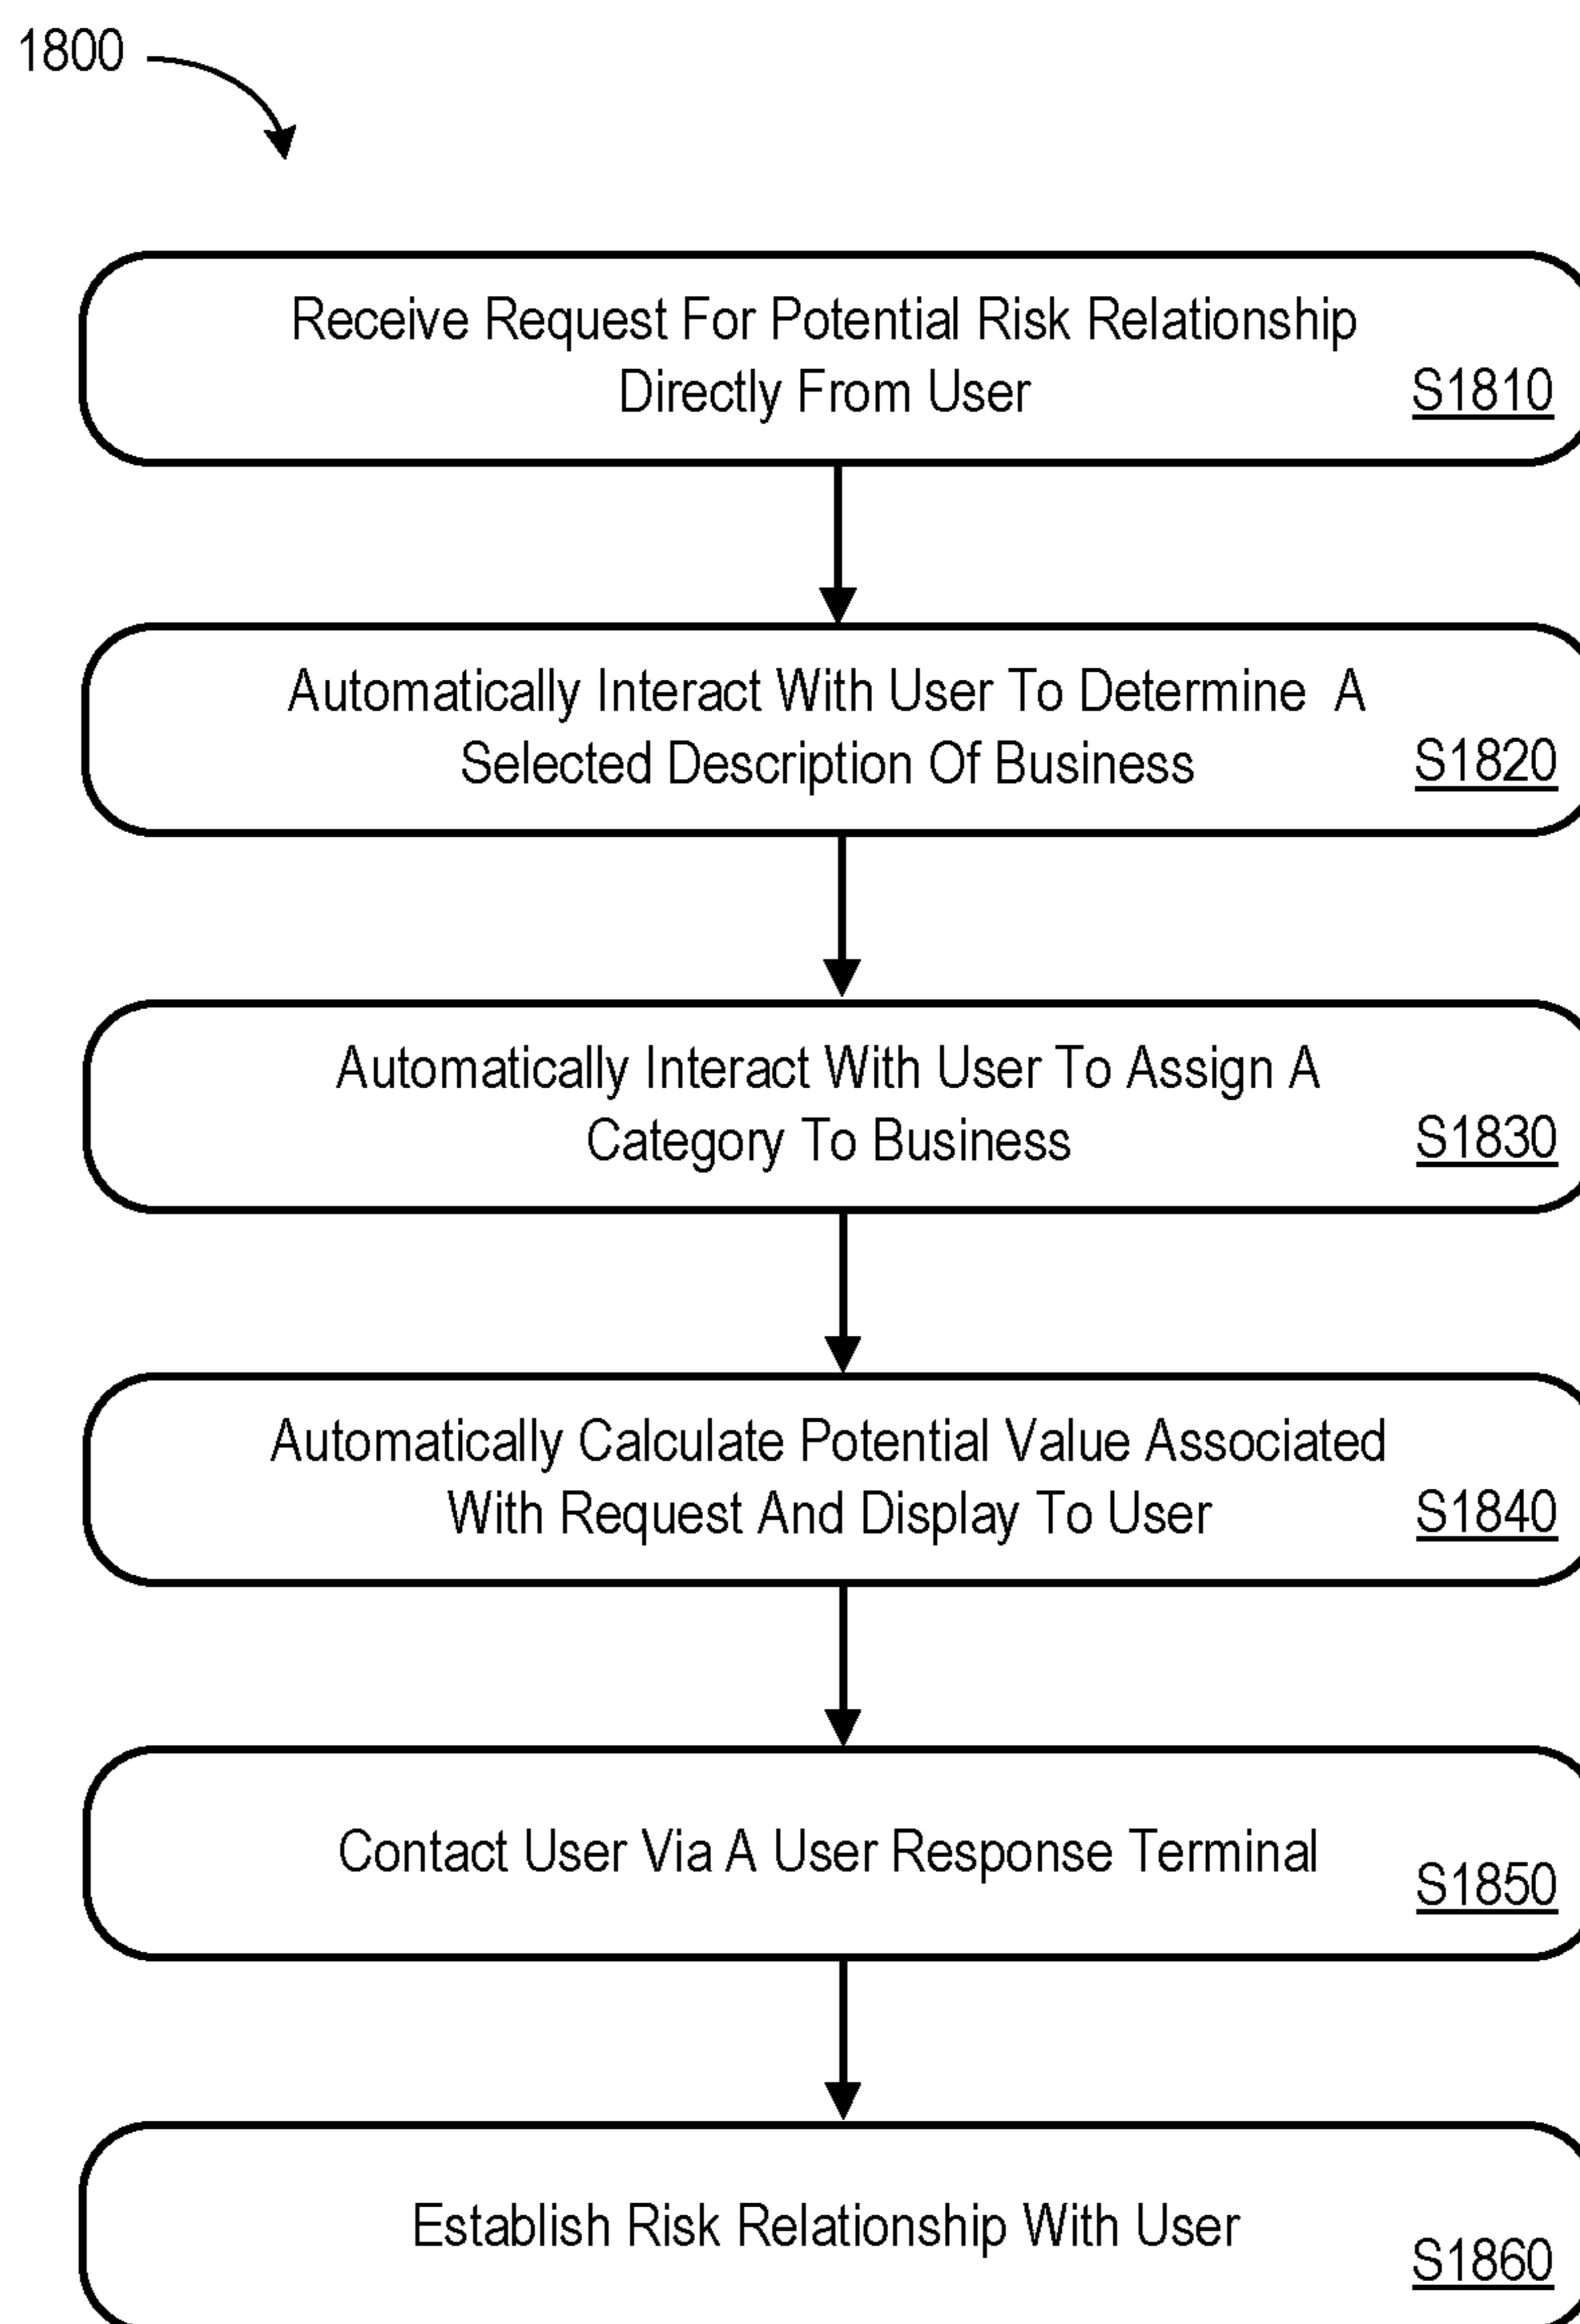 1800
Receive Request For Potential Risk Relationship
Directly From User
S1810
Automatically Interact With User To Determine A
Selected Description Of Business
S1820
Automatically Interact With User To Assign A
Category To Business
S1830
Automatically Calculate Potential Value Associated
With Request And Display To User
S1840
Contact User Via A User Response Terminal
S1850
Establish Risk Relationship With User
S1860